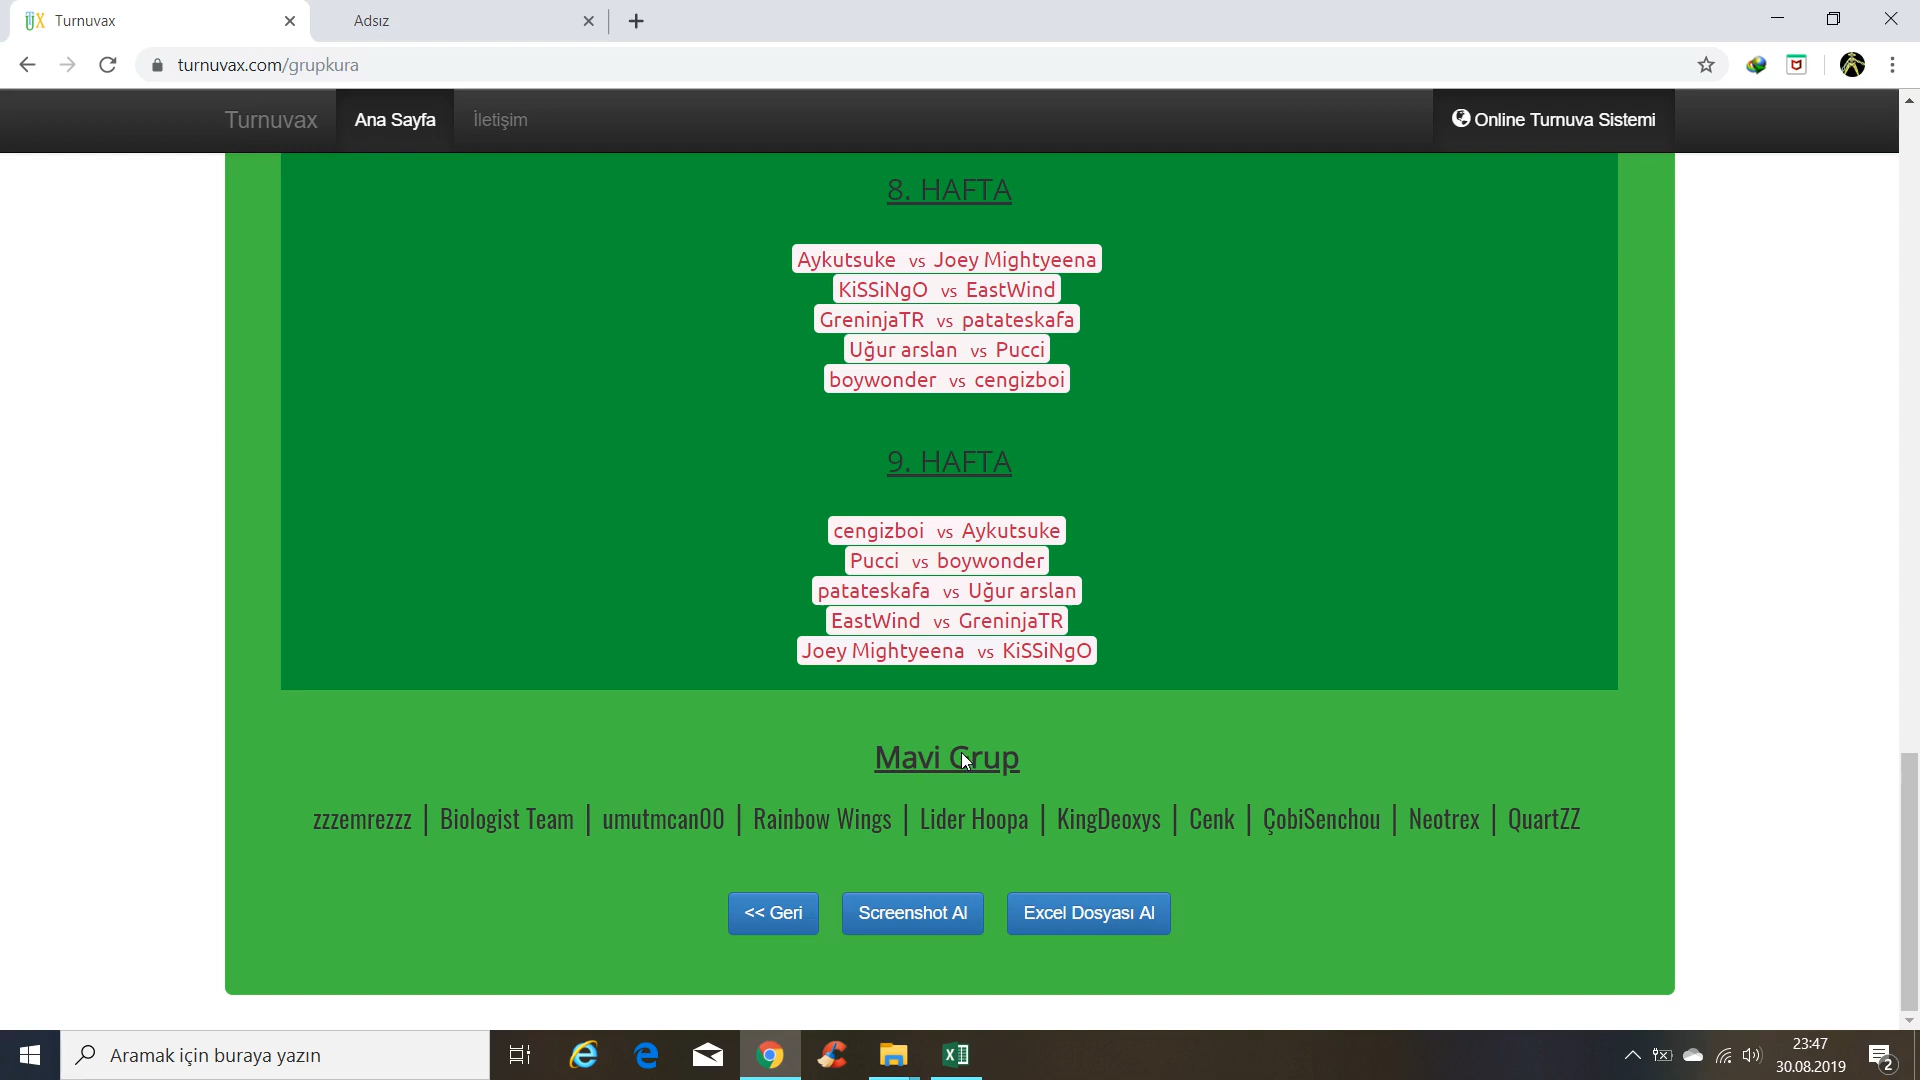 Turnuvax
Adsız
turnuvax.com/grupkura
Turnuvax
Ana Sayfa
İletişim
Online Turnuva Sistemi
8. HAFTA
Aykutsuke vs Joey Mightyeena
KiSSiNgO vs EastWind
GreninjaTR vs patateskafa
Uğur arslan vs Pucci
boywonder vs cengizboi
9. HAFTA
cengizboi vs Aykutsuke
Pucci vs boywonder
patateskafa vs Uğur arslan
EastWind vs GreninjaTR
Joey Mightyeena vs KiSSiNgO
Mavi Grup
zzzemrezzz | Biologist Team | umutmcan00 | Rainbow Wings | Lider Hoopa | KingDeoxys | Cenk | ÇobiSenchou | Neotrex | QuartZZ
<< Geri
Screenshot Al
Excel Dosyası Al
Aramak için buraya yazın
23:47
30.08.2019
2